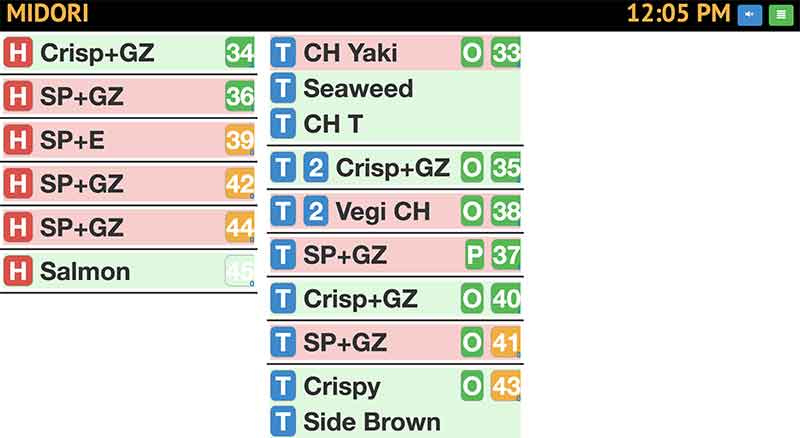 MIDORI 12:05 PM
H Crisp+GZ 34
H SP+GZ 36
H SP+E 39
H SP+GZ 42
H SP+GZ 44
H Salmon 45
T CH Yaki O 33
T Seaweed
T CH T
T 2 Crisp+GZ O 35
T 2 Vegi CH O 38
T SP+GZ P 37
T Crisp+GZ O 40
T SP+GZ O 41
T Crispy O 43
T Side Brown